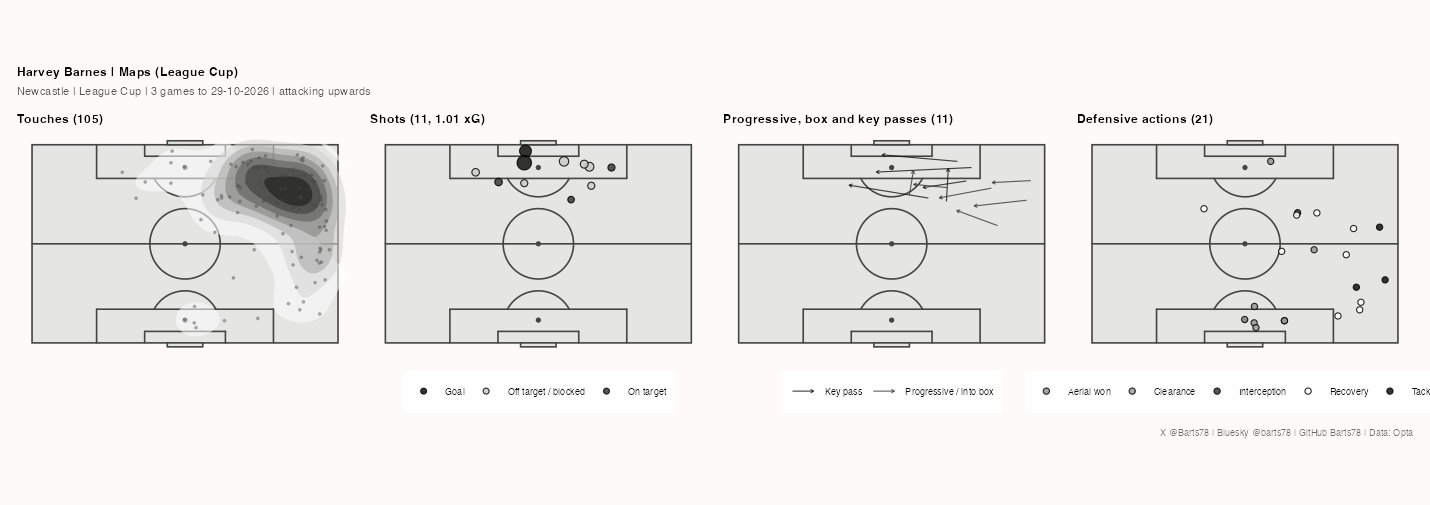 Harvey Barnes | Maps (League Cup)
Newcastle | League Cup | 3 games to 29-10-2026 | attacking upwards
Touches (105)
Shots (11, 1.01 xG)
Progressive, box and key passes (11)
Defensive actions (21)
Goal
Off target / blocked
On target
Key pass
Progressive / into box
Aerial won
Clearance
Interception
Recovery
Tack
X @Barts78 | Bluesky @barts78 | GitHub Barts78 | Data: Opta